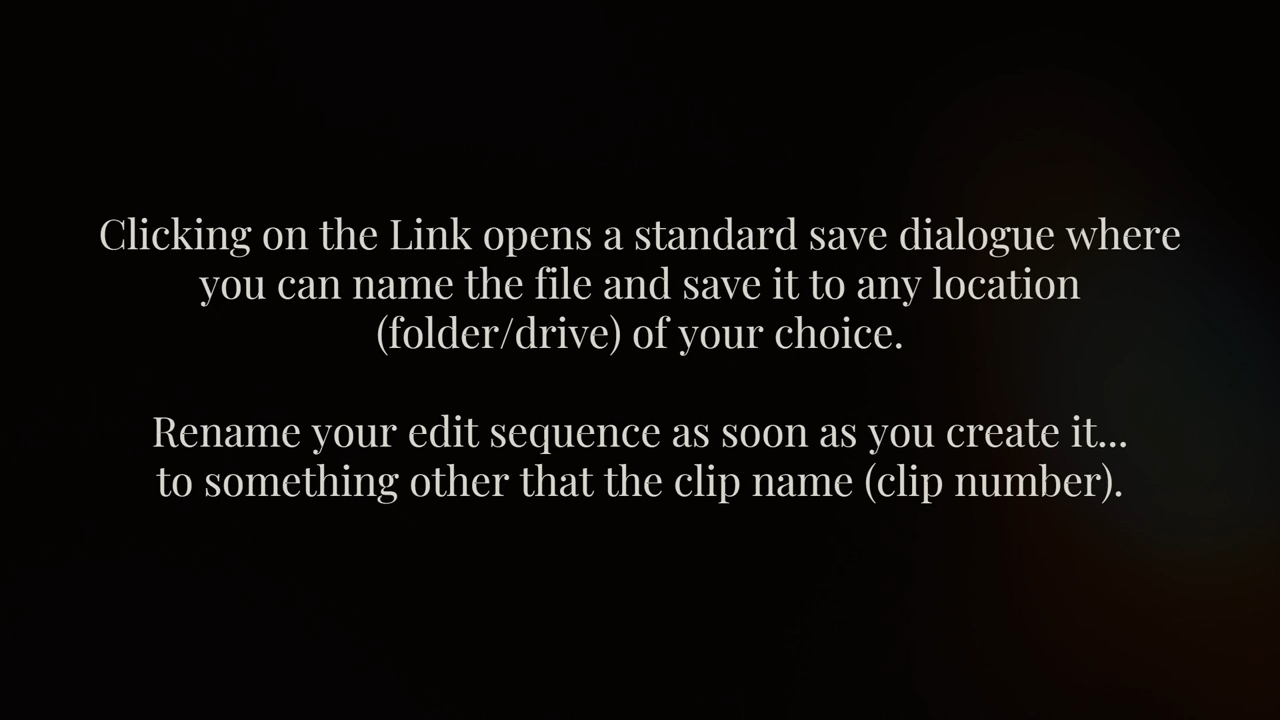 Clicking on the Link opens a standard save dialogue where
you can name the file and save it to any location
(folder/drive) of your choice.
Rename your edit sequence as soon as you create it...
to something other that the clip name (clip number).